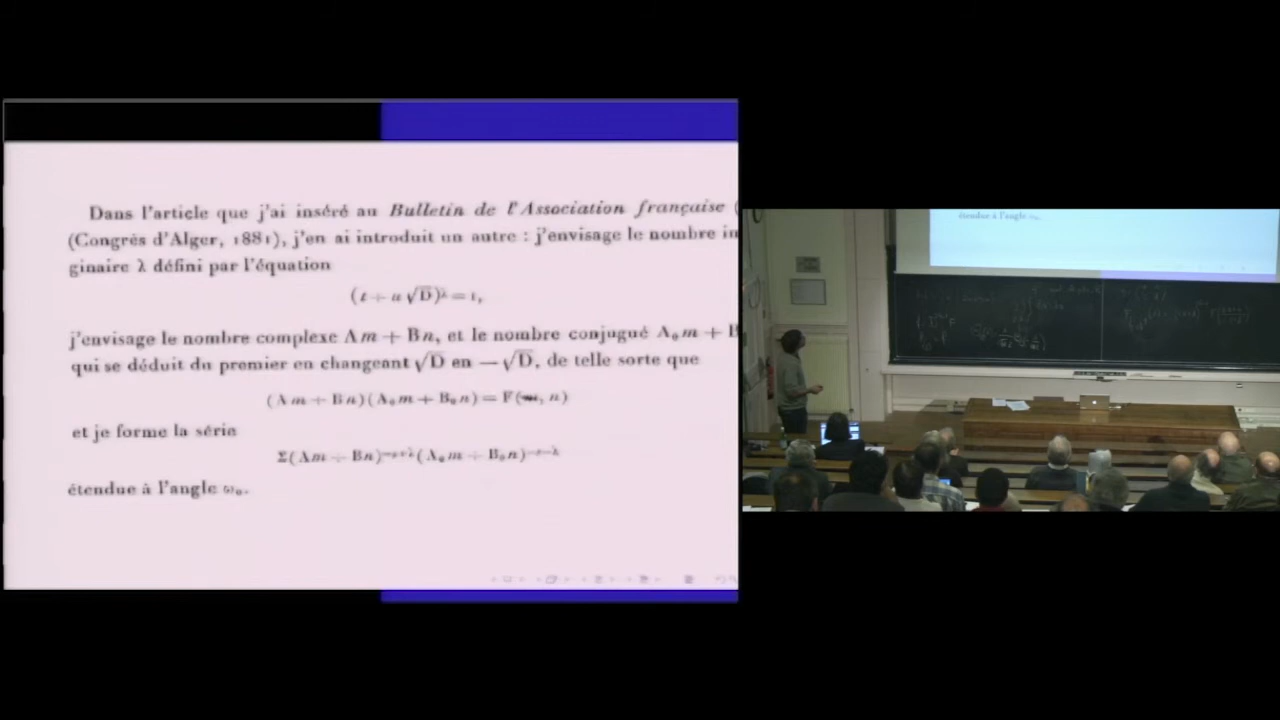 Dans l'article que j'ai inséré au Bulletin de l'Association française (
(Congrès d'Alger, 1881), j'en ai introduit un autre : j'envisage le nombre im
ginaire λ défini par l'équation
(t + u √D)^λ = 1,
j'envisage le nombre complexe Am + Bn, et le nombre conjugué A₀m + B
qui se déduit du premier en changeant √D en —√D, de telle sorte que
(Am + Bn)(A₀m + B₀n) = F(m, n)
et je forme la série
Σ(Am + Bn)^(-s+λ)(A₀m + B₀n)^(-s-λ)
étendue à l'angle ω₀.
étendue à l'angle ω₀.